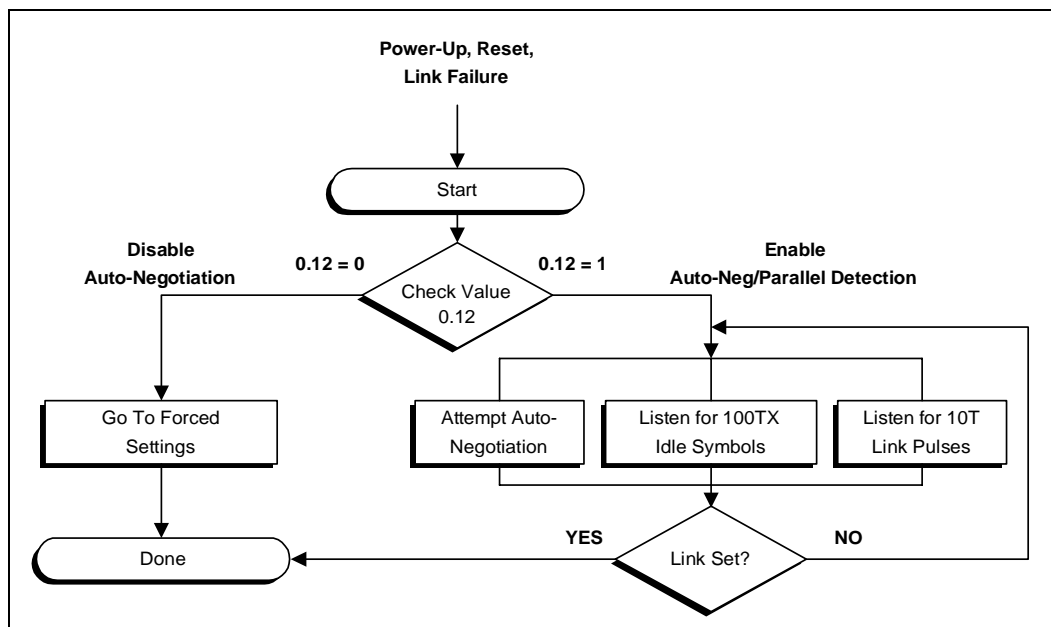 Power-Up, Reset,
Link Failure
Start
Disable
Auto-Negotiation
0.12 = 0
0.12 = 1
Enable
Auto-Neg/Parallel Detection
Check Value
0.12
Go To Forced
Settings
Attempt Auto-
Negotiation
Listen for 100TX
Idle Symbols
Listen for 10T
Link Pulses
Done
YES
Link Set?
NO